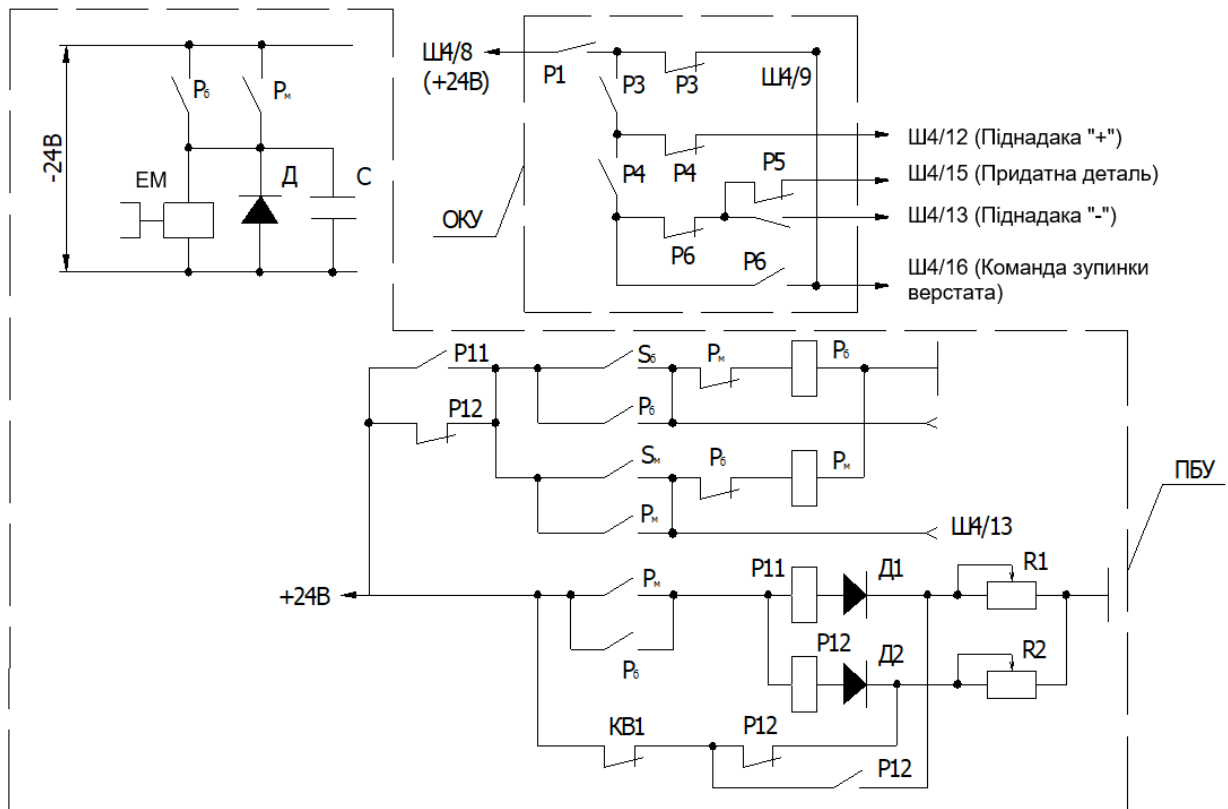 Ш4/8
(+24В)
Р1
Р3
Р3
Ш4/9
Рб
Рм
-24В
ЕМ
Д
С
Р4
Р4
Р5
Р6
Р6
ОКУ
Ш4/12 (Піднадака "+")
Ш4/15 (Придатна деталь)
Ш4/13 (Піднадака "-")
Ш4/16 (Команда зупинки
верстата)
Р11
Sб
Рм
Рб
Р12
Рб
Sм
Рб
Рм
Рм
Ш4/13
ПБУ
+24В
Рм
Р11
Д1
R1
Рб
Р12
Д2
R2
КВ1
Р12
Р12